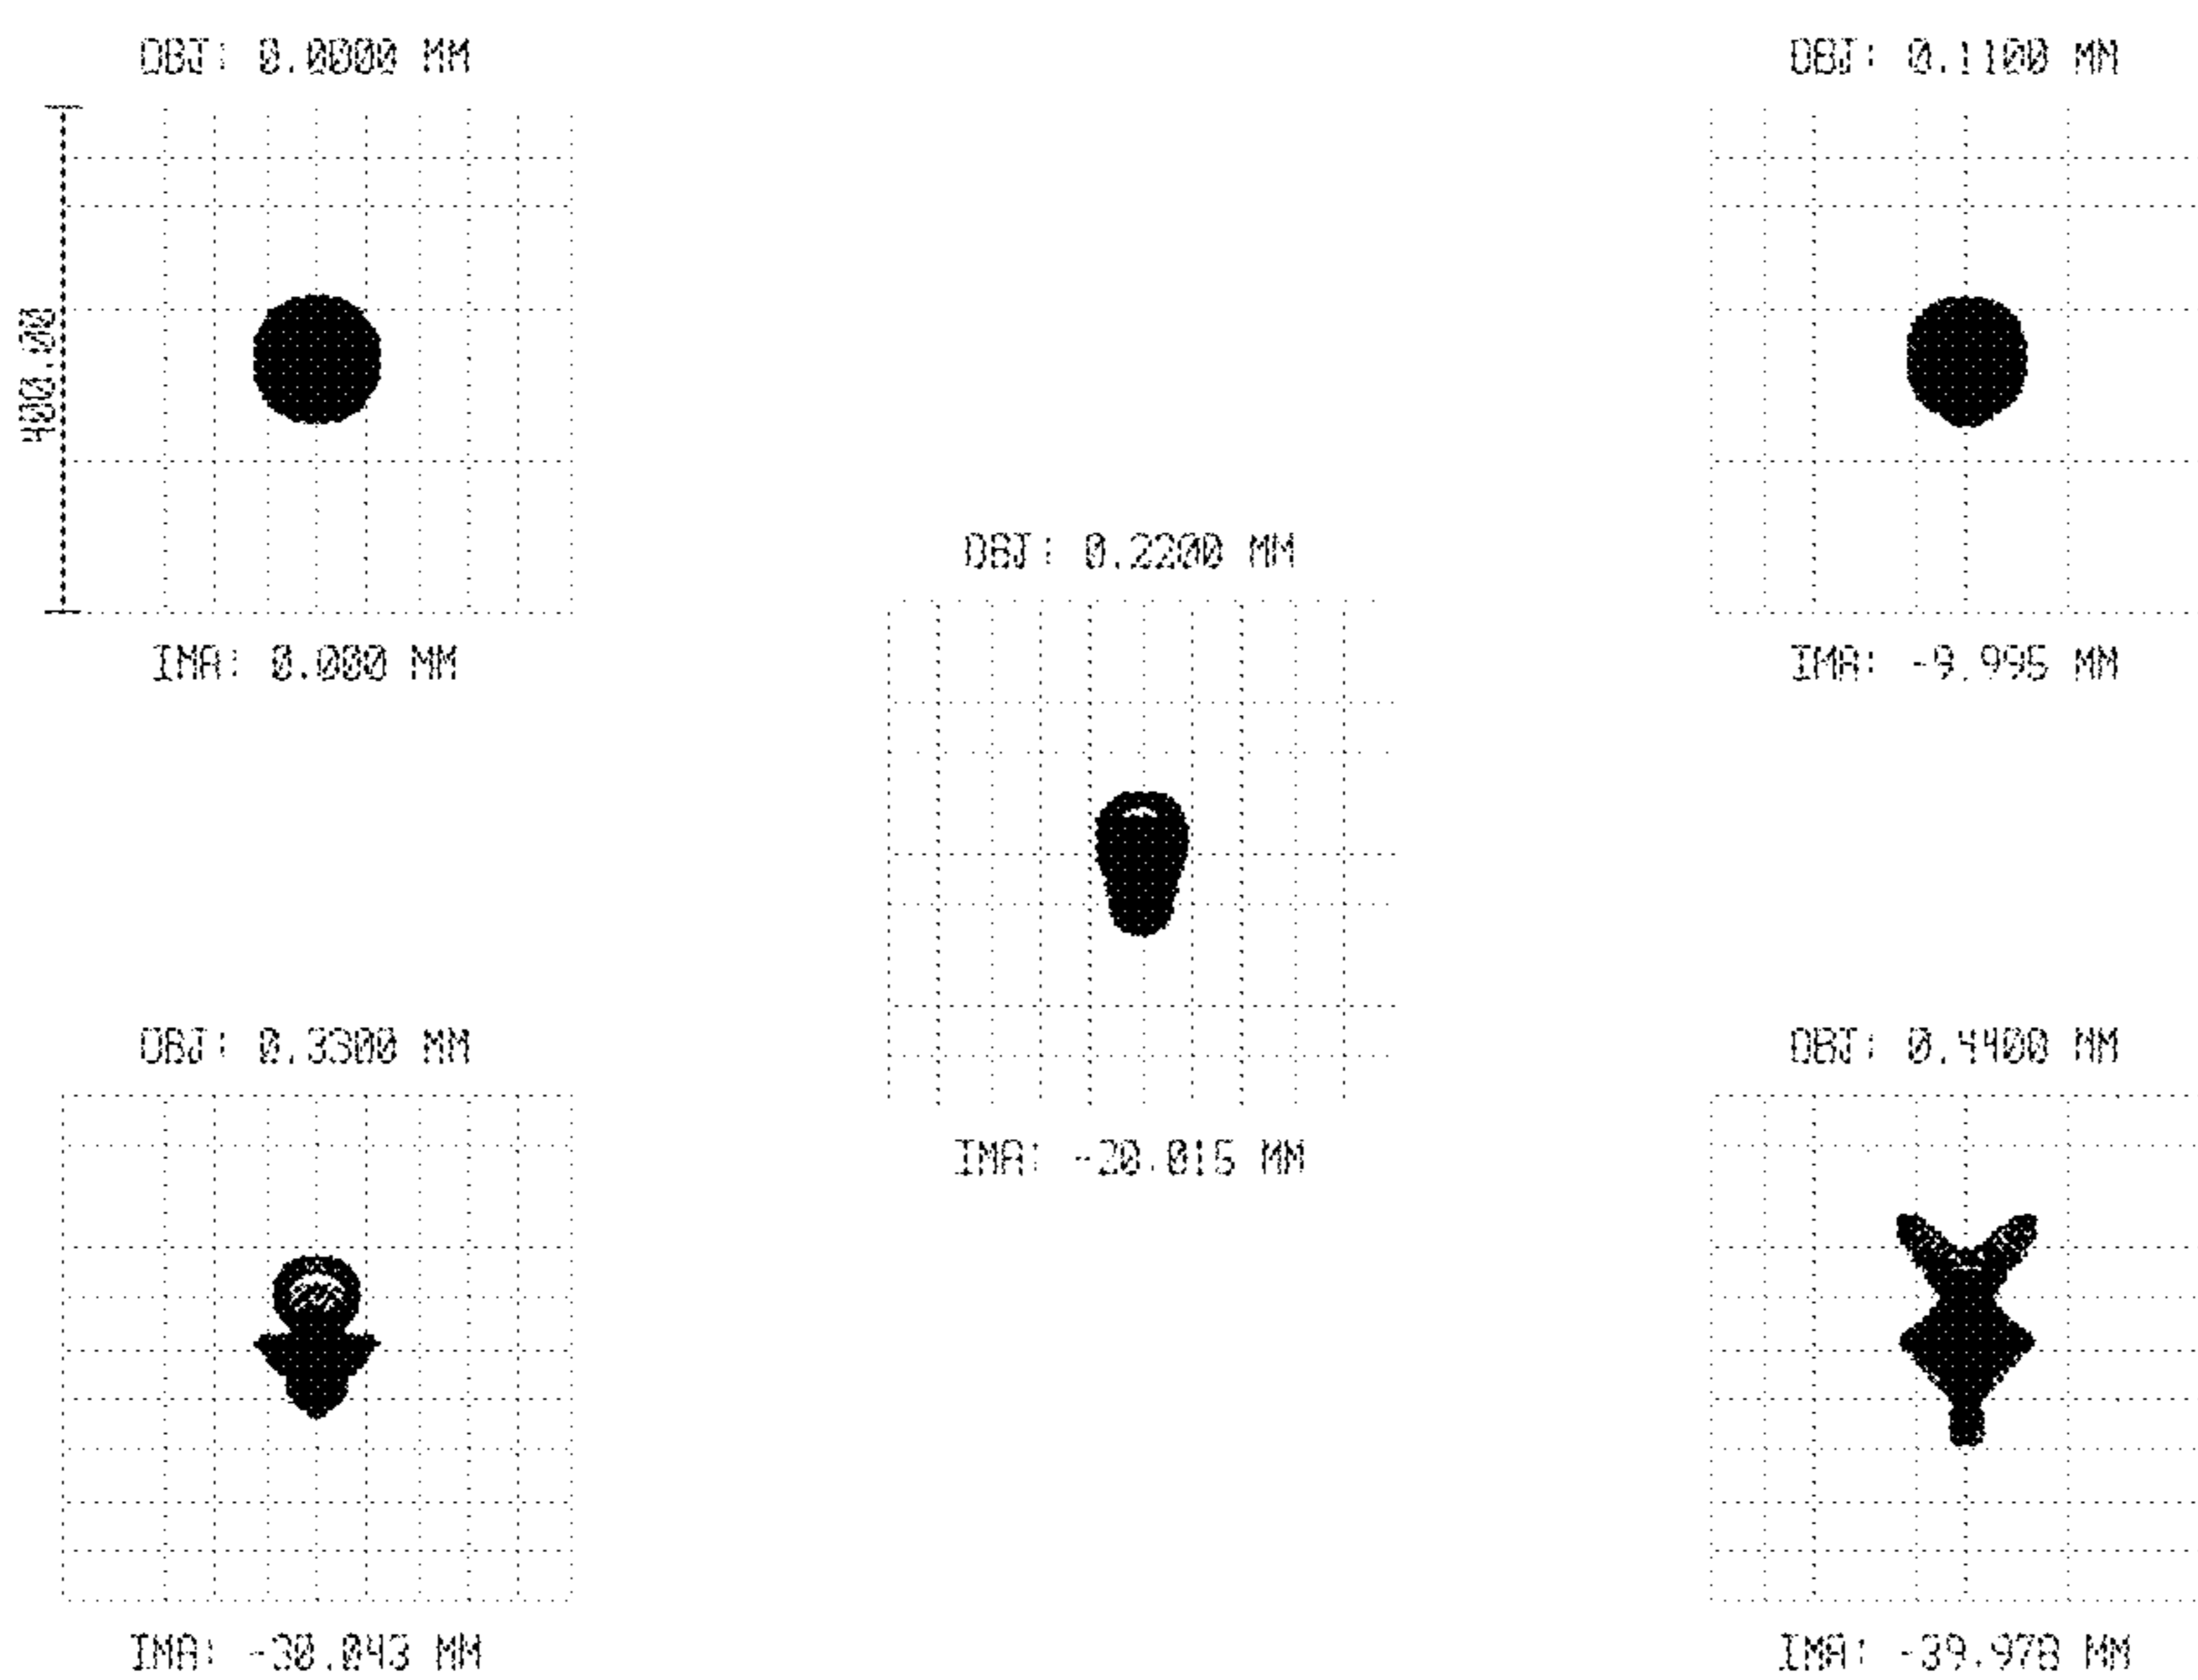 OBJ: 0.0000 MM
400.00
IMA: 0.000 MM
OBJ: 0.1100 MM
IMA: -9.995 MM
OBJ: 0.2200 MM
IMA: -20.015 MM
OBJ: 0.3300 MM
IMA: -30.043 MM
OBJ: 0.4400 MM
IMA: -39.978 MM